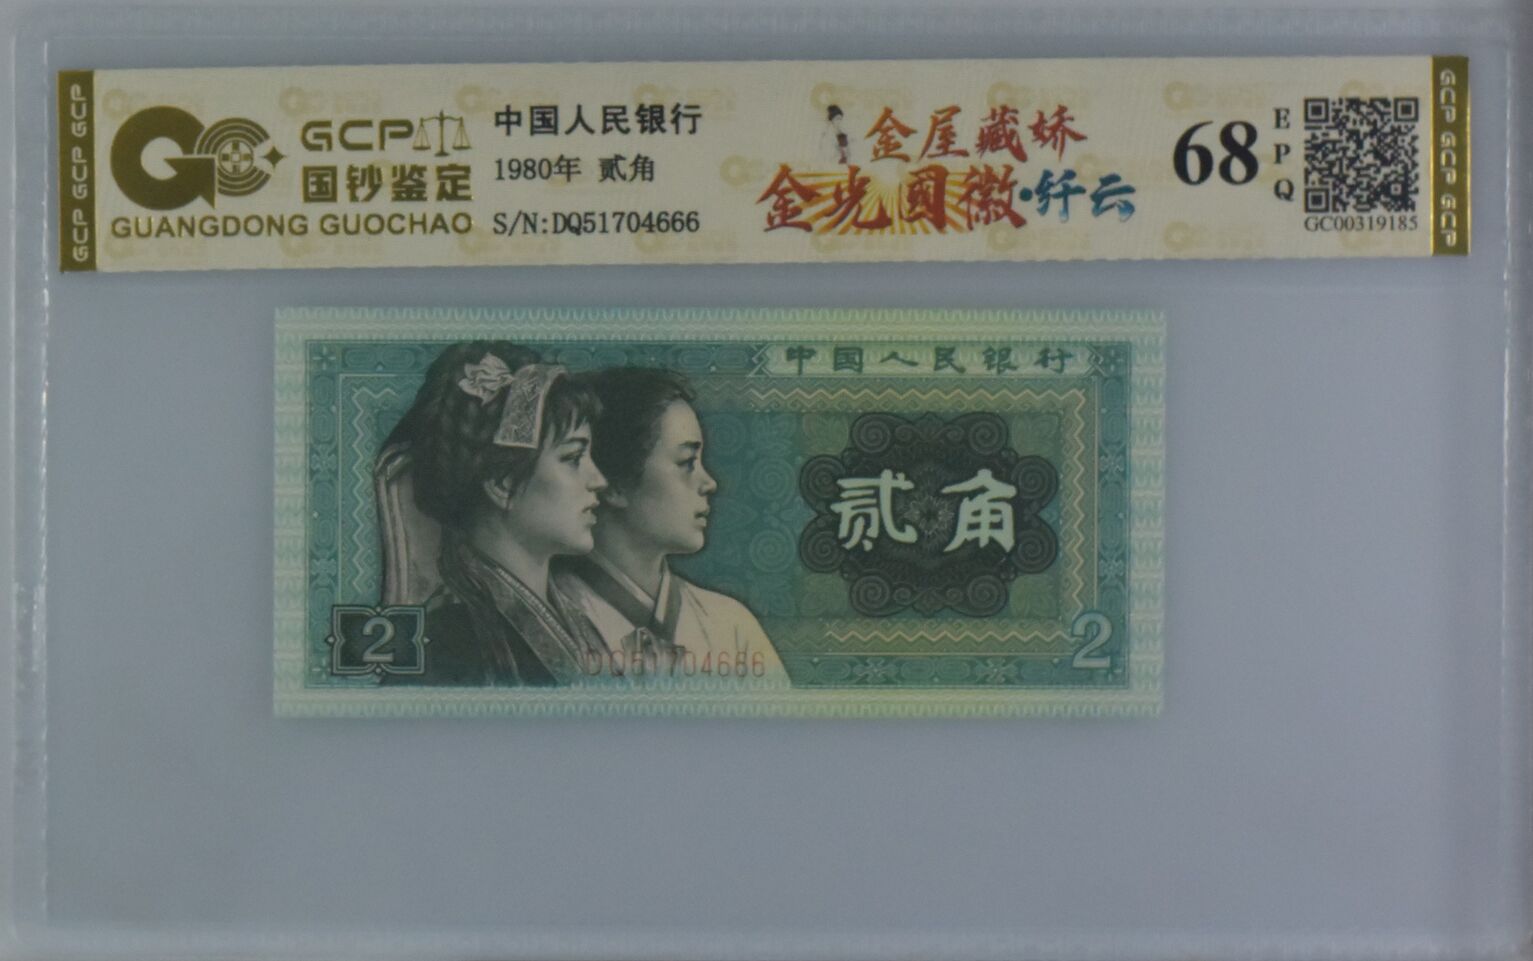 GCP GCP GCP
GCP
国钞鉴定
GUANGDONG GUOCHAO
中国人民银行
1980年 贰角
S/N:DQ51704666
金屋藏娇
金光國徽·纤云
68
EPQ
GC00319185
GCP GCP GCP
中国人民银行
贰角
2
2
DQ51704666